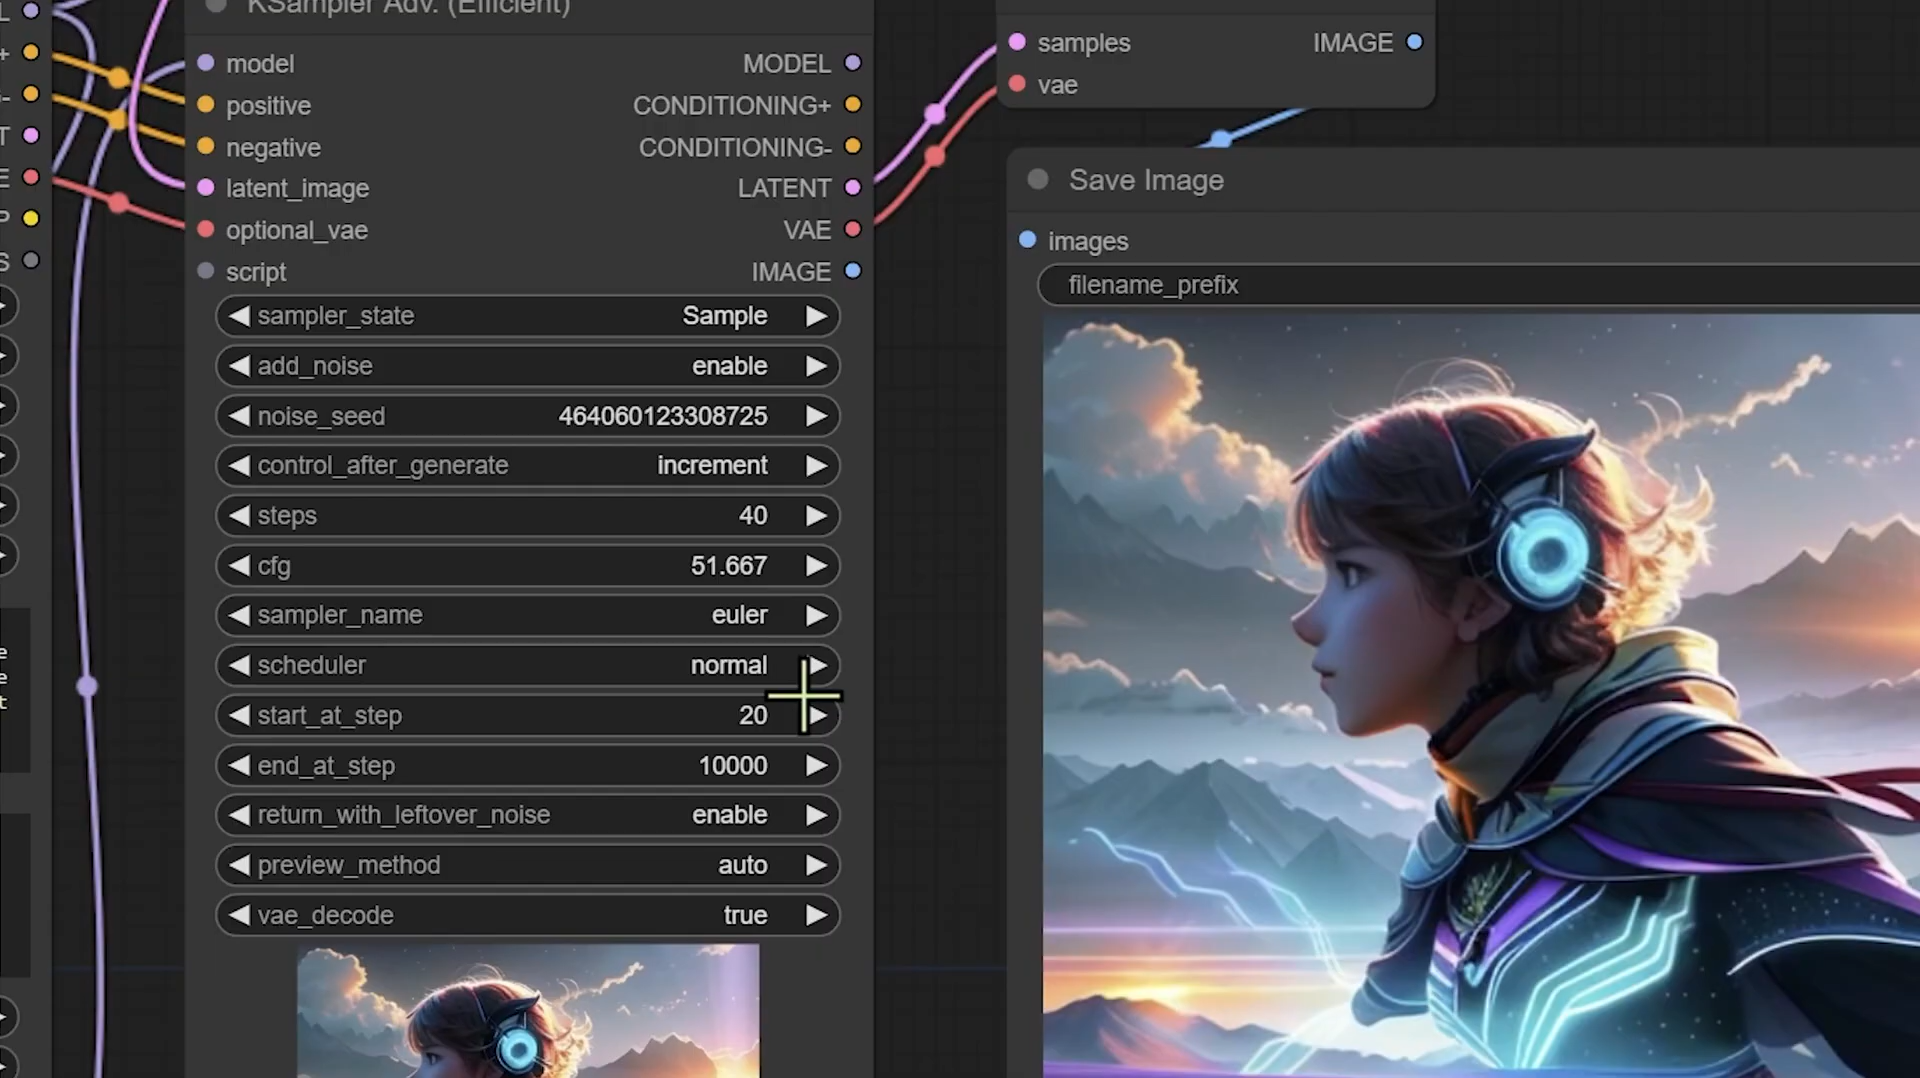 KSampler Adv. (Efficient)
model MODEL
positive CONDITIONING+
negative CONDITIONING-
latent_image LATENT
optional_vae VAE
script IMAGE
sampler_state Sample
add_noise enable
noise_seed 464060123308725
control_after_generate increment
steps 40
cfg 51.667
sampler_name euler
scheduler normal
start_at_step 20
end_at_step 10000
return_with_leftover_noise enable
preview_method auto
vae_decode true
samples IMAGE
vae
Save Image
images
filename_prefix